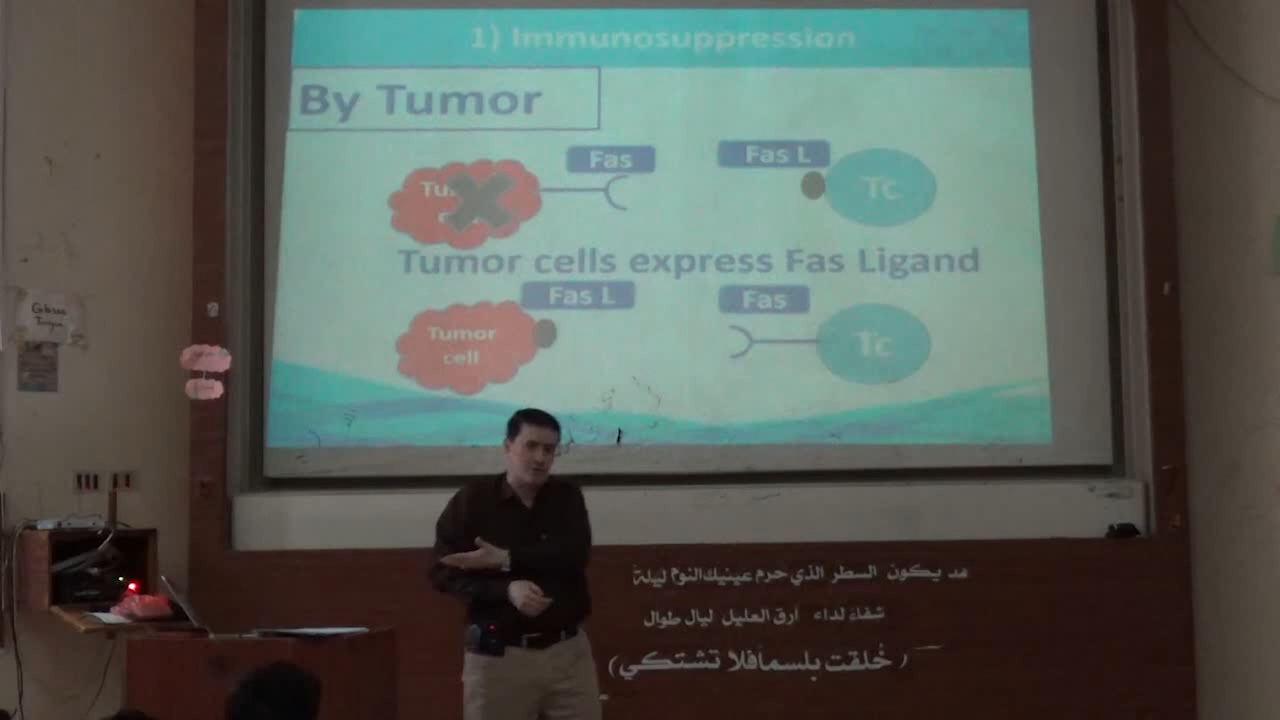 1) Immunosuppression
By Tumor
Fas
Fas L
Tc
Tumor cells express Fas Ligand
Fas L
Fas
Tumor
cell
Tc
قد يكون السطر الذي حرم عينيك النوم ليلة
شفاءً لداء أرق العليل ليال طوال
(خُلقت بلسماً فلا تشتكي)